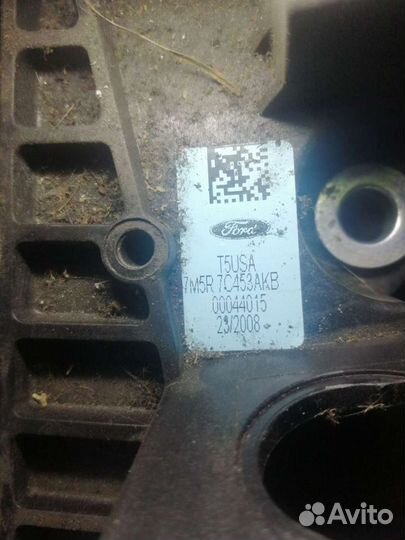 Ford
T5USA
7M5R 7C453AKB
00044015
23/2008
Avito